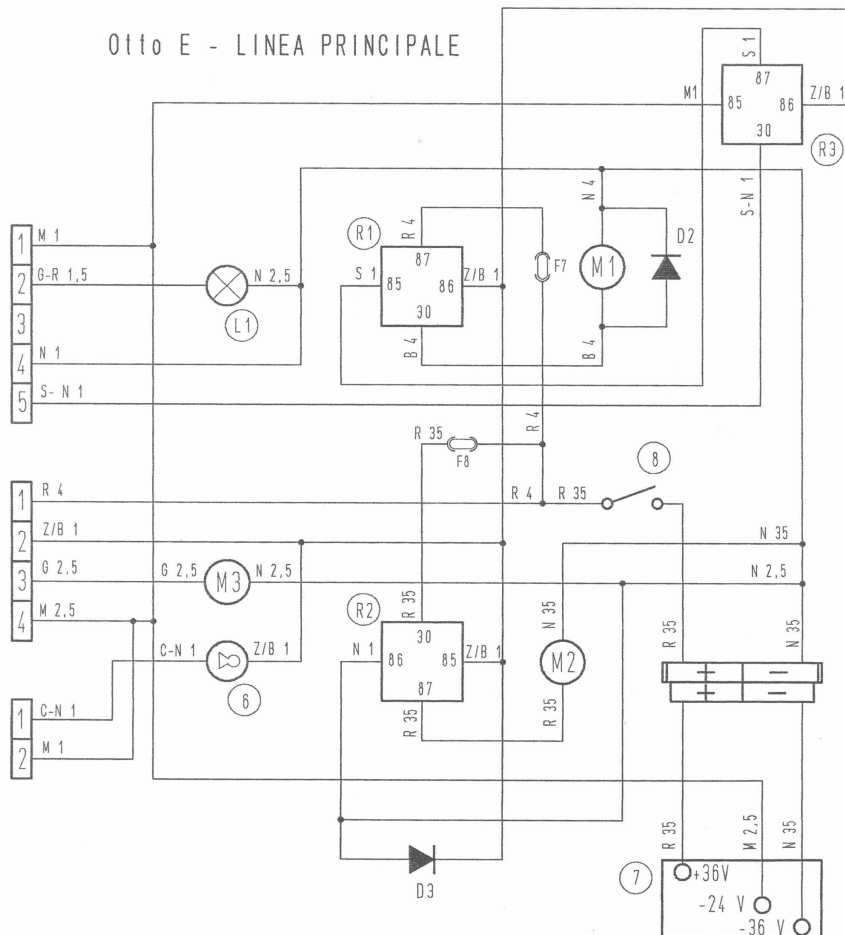 Otto E - LINEA PRINCIPALE
S 1
87
M1
85
86
Z/B 1
30
R3
S-N 1
N 4
R 4
R1
D2
1
M 1
87
F7
M1
2
G-R 1,5
N 2,5
S 1
85
86
Z/B 1
L1
30
3
B 4
B 4
4
N 1
5
S- N 1
R 4
R 35
F8
8
1
R 4
R 4
R 35
2
Z/B 1
N 35
3
G 2,5
G 2,5
M3
N 2,5
N 2,5
R 35
R2
N 35
4
M 2,5
30
R 35
N 35
C-N 1
Z/B 1
N 1
86
85
Z/B 1
M2
6
87
+
-
+
-
R 35
R 35
1
C-N 1
2
M 1
R 35
M 2,5
N 35
7
+36V
D3
-24 V
-36 V